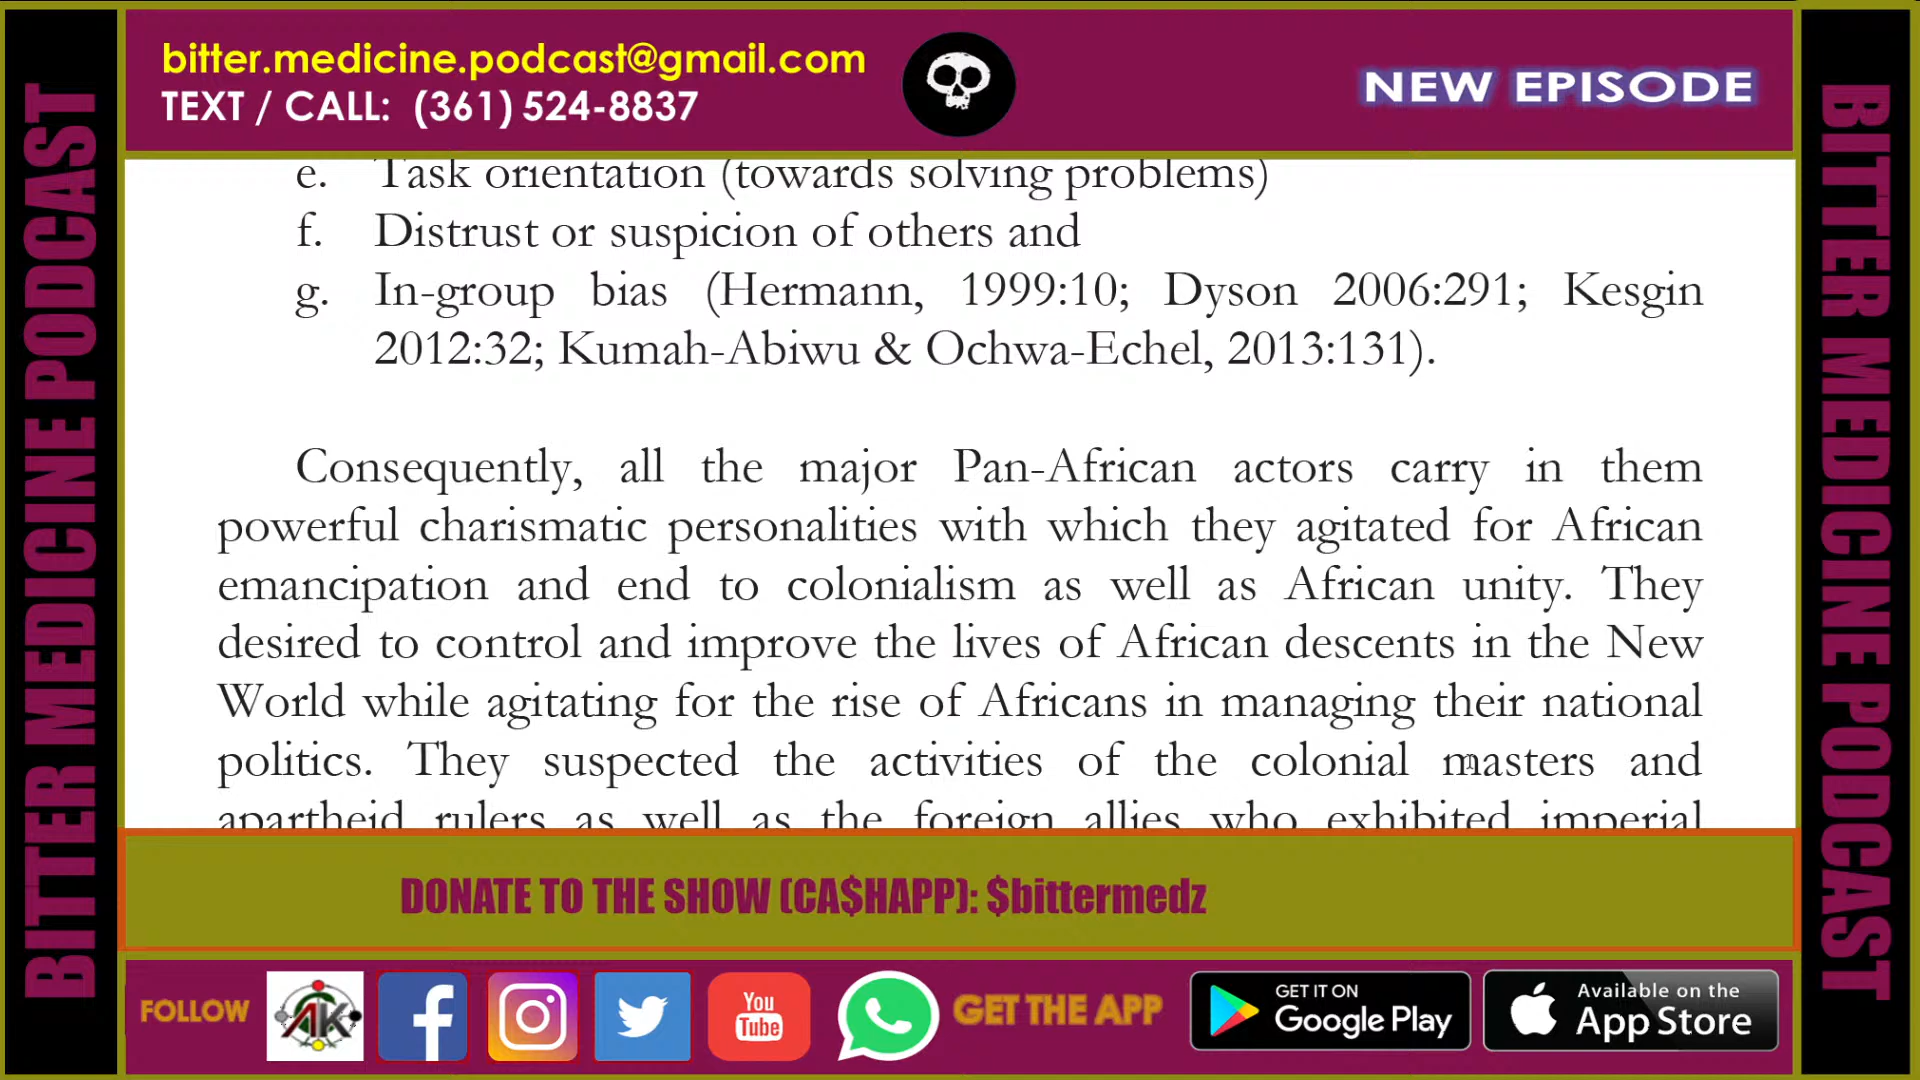 bitter.medicine.podcast@gmail.com
TEXT / CALL: (361) 524-8837
NEW EPISODE
BITTER MEDICINE PODCAST
e. Task orientation (towards solving problems)
f. Distrust or suspicion of others and
g. In-group bias (Hermann, 1999:10; Dyson 2006:291; Kesgin
2012:32; Kumah-Abiwu & Ochwa-Echel, 2013:131).
Consequently, all the major Pan-African actors carry in them
powerful charismatic personalities with which they agitated for African
emancipation and end to colonialism as well as African unity. They
desired to control and improve the lives of African descents in the New
World while agitating for the rise of Africans in managing their national
politics. They suspected the activities of the colonial masters and
apartheid rulers as well as the foreign allies who exhibited imperial
BITTER MEDICINE PODCAST
DONATE TO THE SHOW (CA$HAPP): $bittermedz
FOLLOW
AK
f
You
Tube
GET THE APP
GET IT ON
Google Play
Available on the
App Store